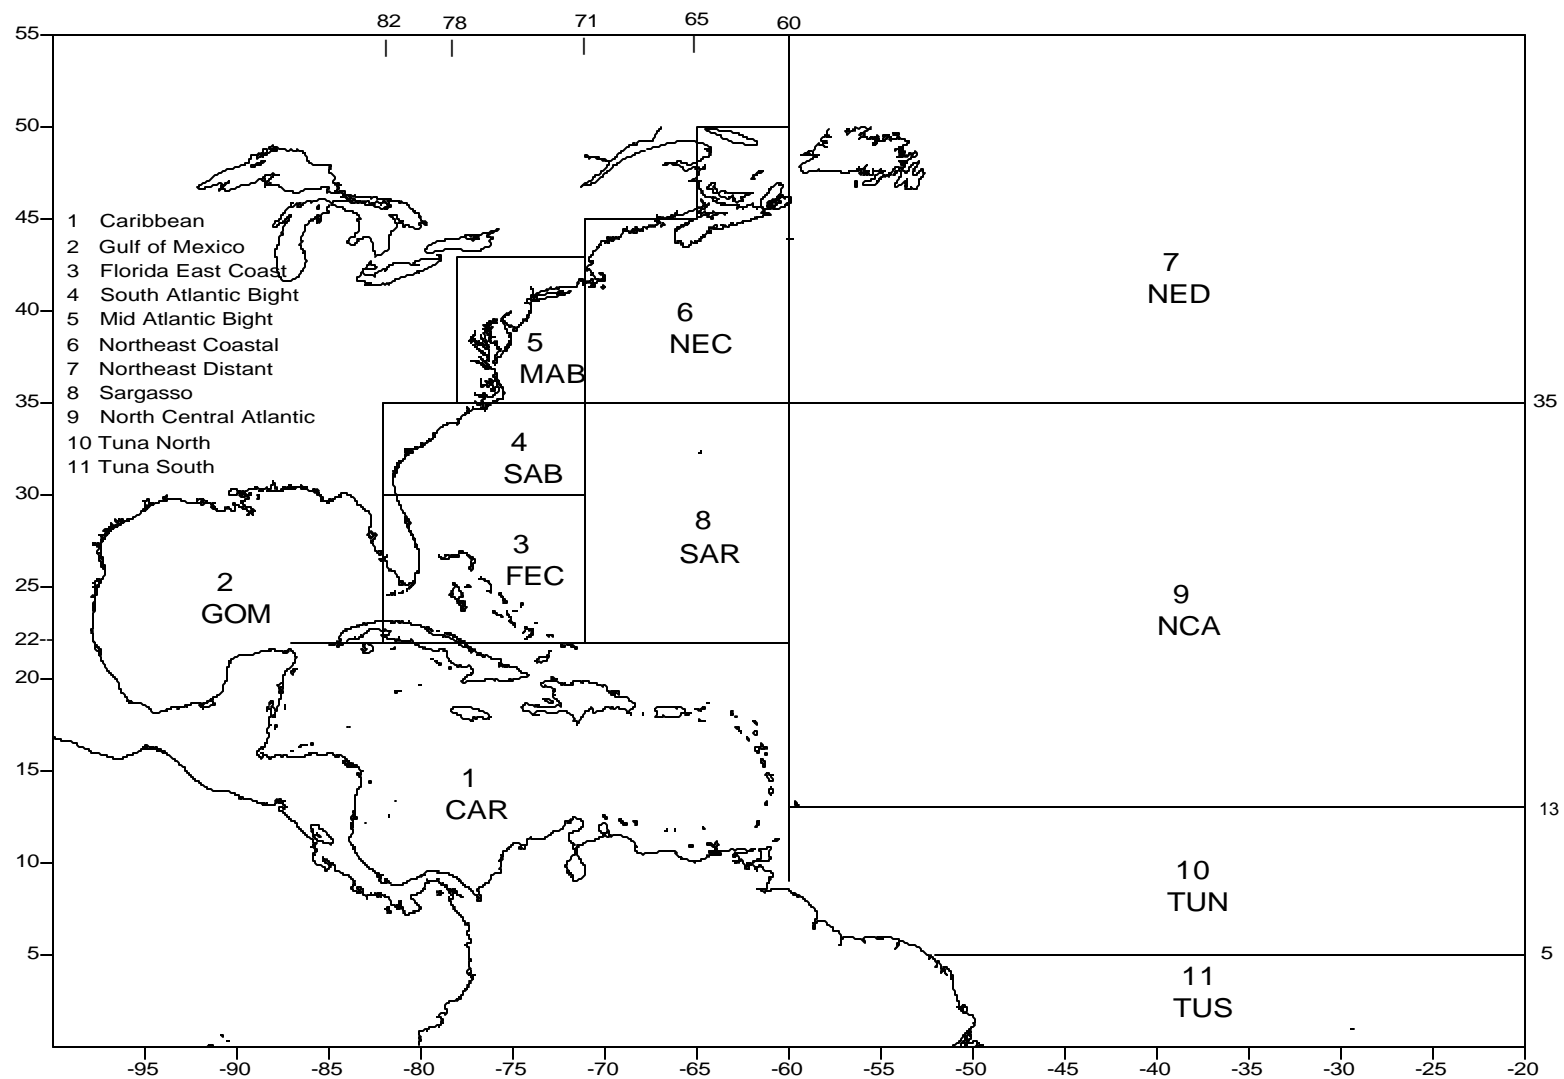 82 78 71 65 60
55
50
45
1 Caribbean
2 Gulf of Mexico
3 Florida East Coast
4 South Atlantic Bight
5 Mid Atlantic Bight
6 Northeast Coastal
7 Northeast Distant
8 Sargasso
9 North Central Atlantic
10 Tuna North
11 Tuna South
40
35
30
25
22--
20
15
13
10
5
5
7
NED
6
NEC
5
MAB
4
SAB
8
SAR
3
FEC
2
GOM
9
NCA
1
CAR
10
TUN
11
TUS
-95 -90 -85 -80 -75 -70 -65 -60 -55 -50 -45 -40 -35 -30 -25 -20